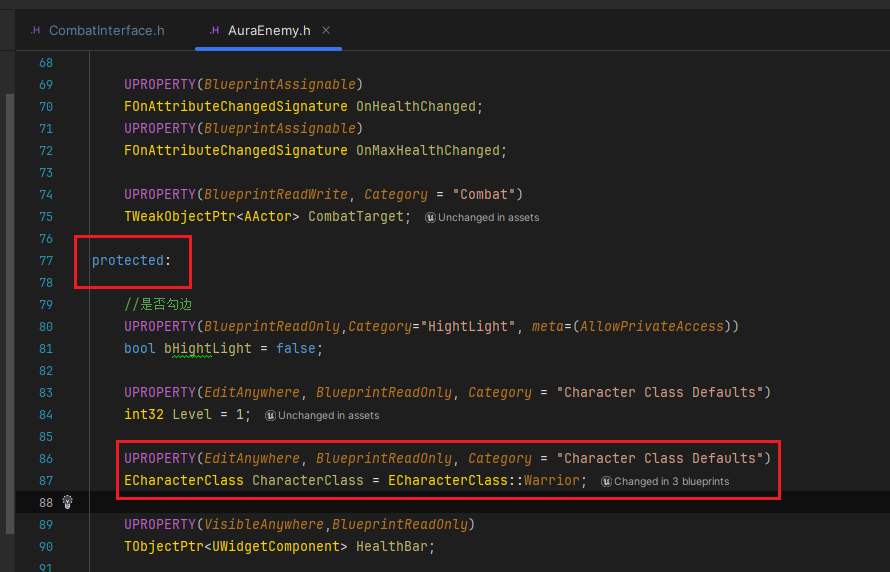 .H CombatInterface.h .H AuraEnemy.h ×
68
69 UPROPERTY(BlueprintAssignable)
70 FOnAttributeChangedSignature OnHealthChanged;
71 UPROPERTY(BlueprintAssignable)
72 FOnAttributeChangedSignature OnMaxHealthChanged;
73
74 UPROPERTY(BlueprintReadWrite, Category = "Combat")
75 TWeakObjectPtr<AActor> CombatTarget; Unchanged in assets
76
77 protected:
78
79 //是否勾边
80 UPROPERTY(BlueprintReadOnly,Category="HightLight", meta=(AllowPrivateAccess))
81 bool bHightLight = false;
82
83 UPROPERTY(EditAnywhere, BlueprintReadOnly, Category = "Character Class Defaults")
84 int32 Level = 1; Unchanged in assets
85
86 UPROPERTY(EditAnywhere, BlueprintReadOnly, Category = "Character Class Defaults")
87 ECharacterClass CharacterClass = ECharacterClass::Warrior; Changed in 3 blueprints
88
89 UPROPERTY(VisibleAnywhere,BlueprintReadOnly)
90 TObjectPtr<UWidgetComponent> HealthBar;
91